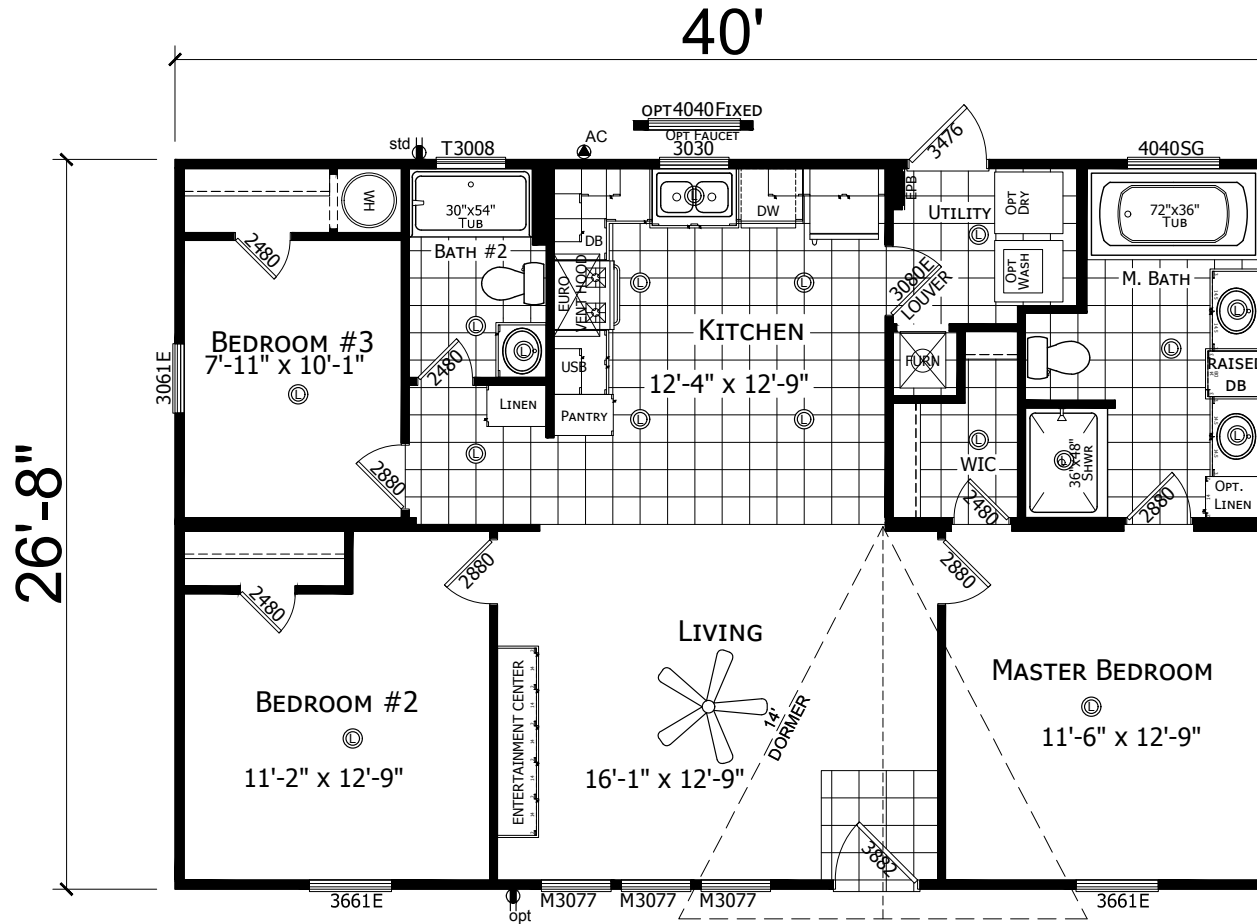 40'
OPT 4040 FIXED
OPT FAUCET
std
T3008
AC
3030
3476
4040SG
EPB
WH
30"x54"
TUB
DW
UTILITY
OPT
DRY
72"x36"
TUB
2480
BATH #2
DB
EURO
VENT HOOD
3080E
LOUVER
OPT
WASH
M. BATH
BEDROOM #3
7'-11" x 10'-1"
3061E
2480
USB
KITCHEN
12'-4" x 12'-9"
FURN
RAISED
DB
LINEN
PANTRY
2880
WIC
36"x48"
SHWR
OPT.
LINEN
2480
2880
26'-8"
2480
2880
2880
LIVING
BEDROOM #2
11'-2" x 12'-9"
ENTERTAINMENT CENTER
16'-1" x 12'-9"
14'
DORMER
MASTER BEDROOM
11'-6" x 12'-9"
3882
3661E
opt
M3077
M3077
M3077
3661E